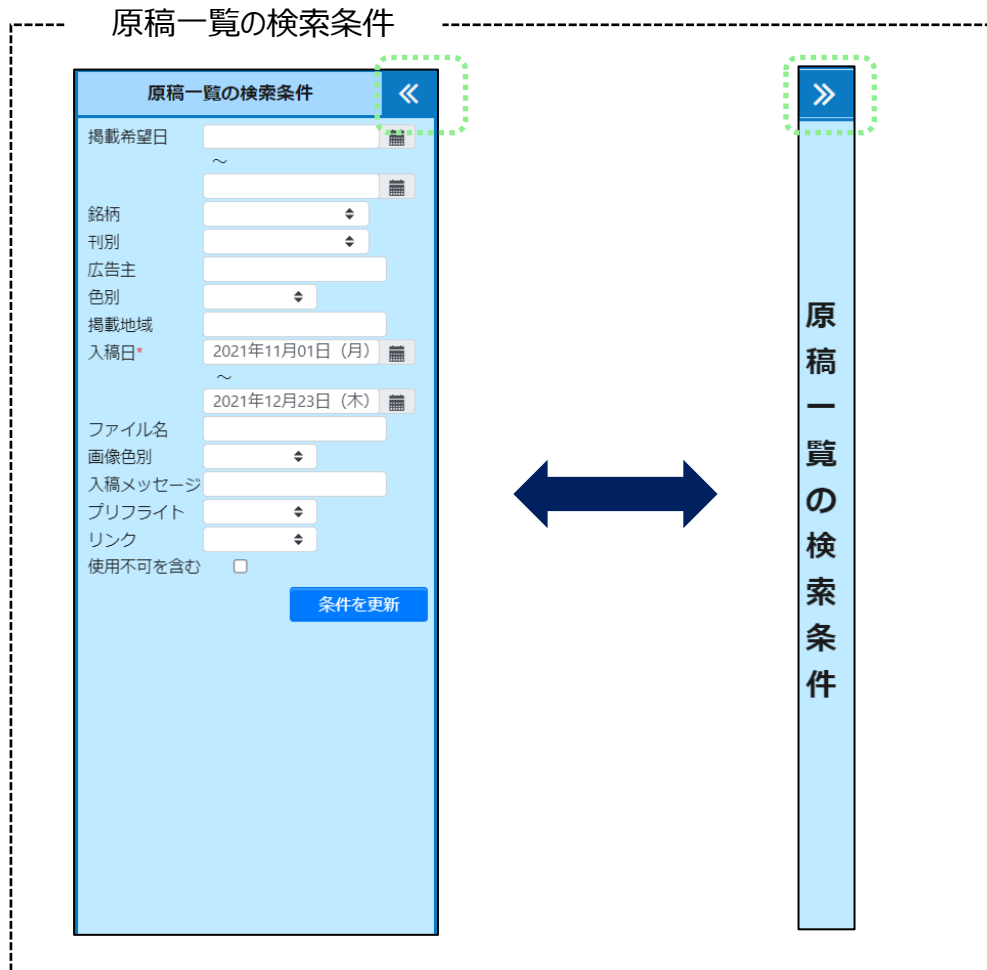 原稿一覧の検索条件
原稿一覧の検索条件
掲載希望日
～
銘柄
刊別
広告主
色別
掲載地域
入稿日* 2021年11月01日（月）
～
2021年12月23日（木）
ファイル名
画像色別
入稿メッセージ
プリフライト
リンク
使用不可を含む
条件を更新
原稿一覧の検索条件